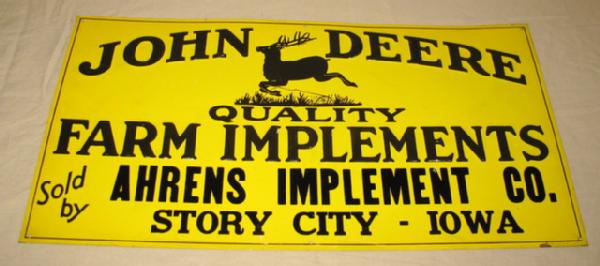 JOHN DEERE
QUALITY
FARM IMPLEMENTS
Sold by AHRENS IMPLEMENT CO.
STORY CITY - IOWA